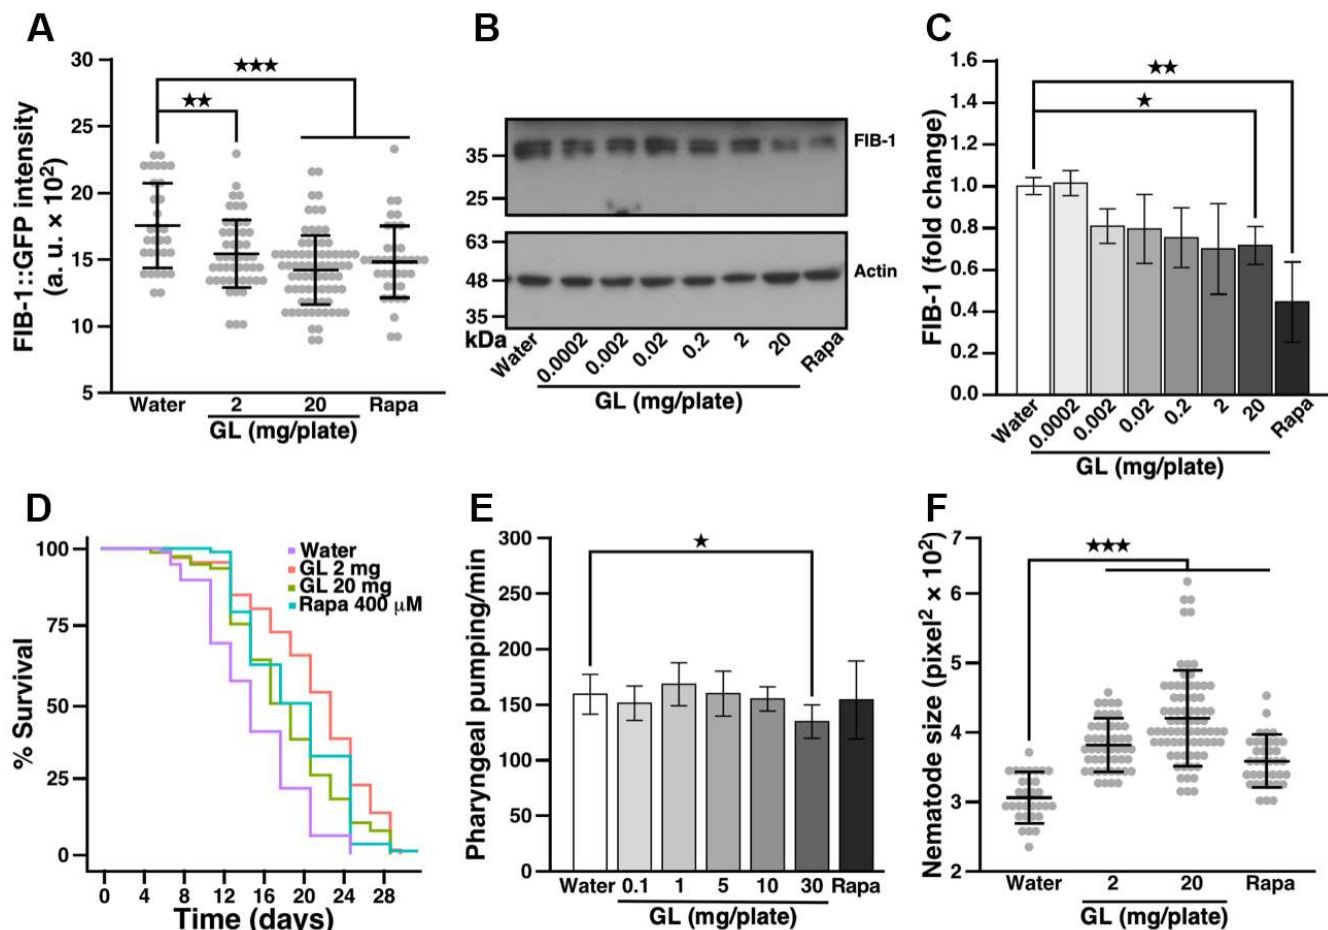 A
FIB-1::GFP intensity
(a. u. × 10²)
30
25
20
15
10
5
★★★
★★
Water
2
20
Rapa
GL (mg/plate)
B
35
25
FIB-1
63
48
35
Actin
kDa
Water
0.0002
0.002
0.02
0.2
2
20
Rapa
GL (mg/plate)
C
FIB-1 (fold change)
1.6
1.4
1.2
1.0
0.8
0.6
0.4
0.2
0.0
★★
★
Water
0.0002
0.002
0.02
0.2
2
20
Rapa
GL (mg/plate)
D
% Survival
100
75
50
25
0
Water
GL 2 mg
GL 20 mg
Rapa 400 μM
0 4 8 12 16 20 24 28
Time (days)
E
Pharyngeal pumping/min
300
250
200
150
100
50
0
★
Water 0.1 1 5 10 30 Rapa
GL (mg/plate)
F
Nematode size (pixel² × 10²)
7
6
5
4
3
2
★★★
Water
2
20
Rapa
GL (mg/plate)